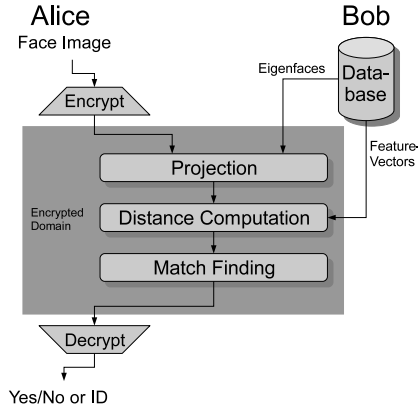 Alice
Bob
Face Image
Eigenfaces
Data-
base
Encrypt
Feature-
Vectors
Projection
Encrypted
Domain
Distance Computation
Match Finding
Decrypt
Yes/No or ID